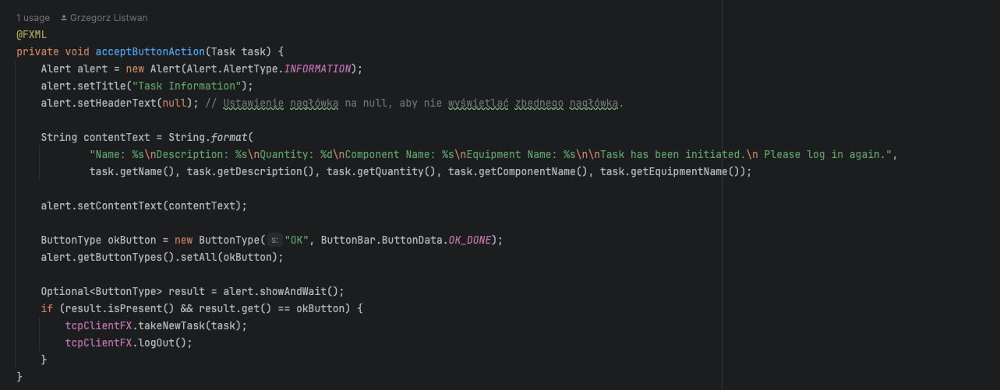 1 usage Grzegorz Listwan
@FXML
private void acceptButtonAction(Task task) {
Alert alert = new Alert(Alert.AlertType.INFORMATION);
alert.setTitle("Task Information");
alert.setHeaderText(null); // Ustawienie nagłówka na null, aby nie wyświetlać zbędnego nagłówka.
String contentText = String.format(
"Name: %s\nDescription: %s\nQuantity: %d\nComponent Name: %s\nEquipment Name: %s\n\nTask has been initiated.\n Please log in again.",
task.getName(), task.getDescription(), task.getQuantity(), task.getComponentName(), task.getEquipmentName());
alert.setContentText(contentText);
ButtonType okButton = new ButtonType( s: "OK", ButtonBar.ButtonData.OK_DONE);
alert.getButtonTypes().setAll(okButton);
Optional<ButtonType> result = alert.showAndWait();
if (result.isPresent() && result.get() == okButton) {
tcpClientFX.takeNewTask(task);
tcpClientFX.logOut();
}
}